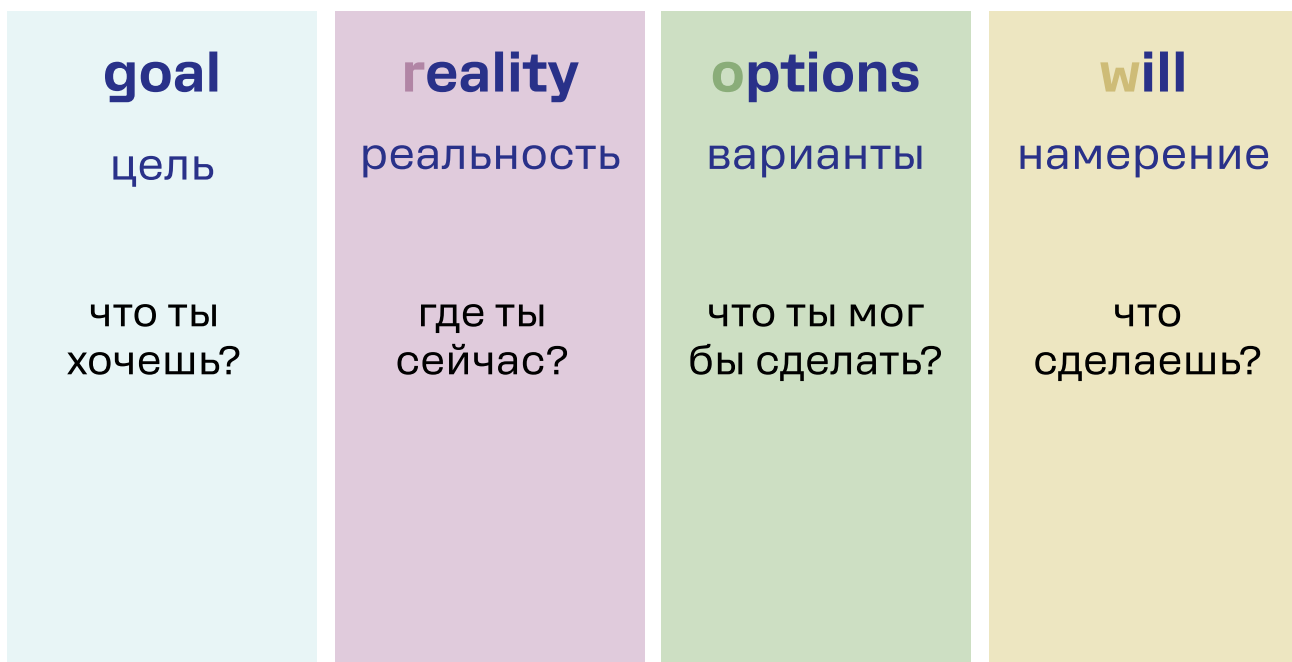 goal
цель
что ты
хочешь?
reality
реальность
где ты
сейчас?
options
варианты
что ты мог
бы сделать?
will
намерение
что
сделаешь?